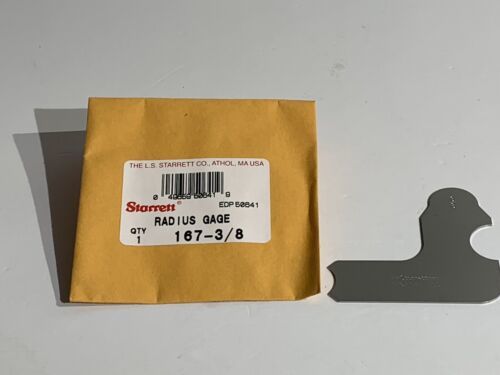 THE L.S. STARRETT CO., ATHOL, MA USA
0 49659 50641 9
Starrett
EDP 50641
RADIUS GAGE
QTY
1
167-3/8